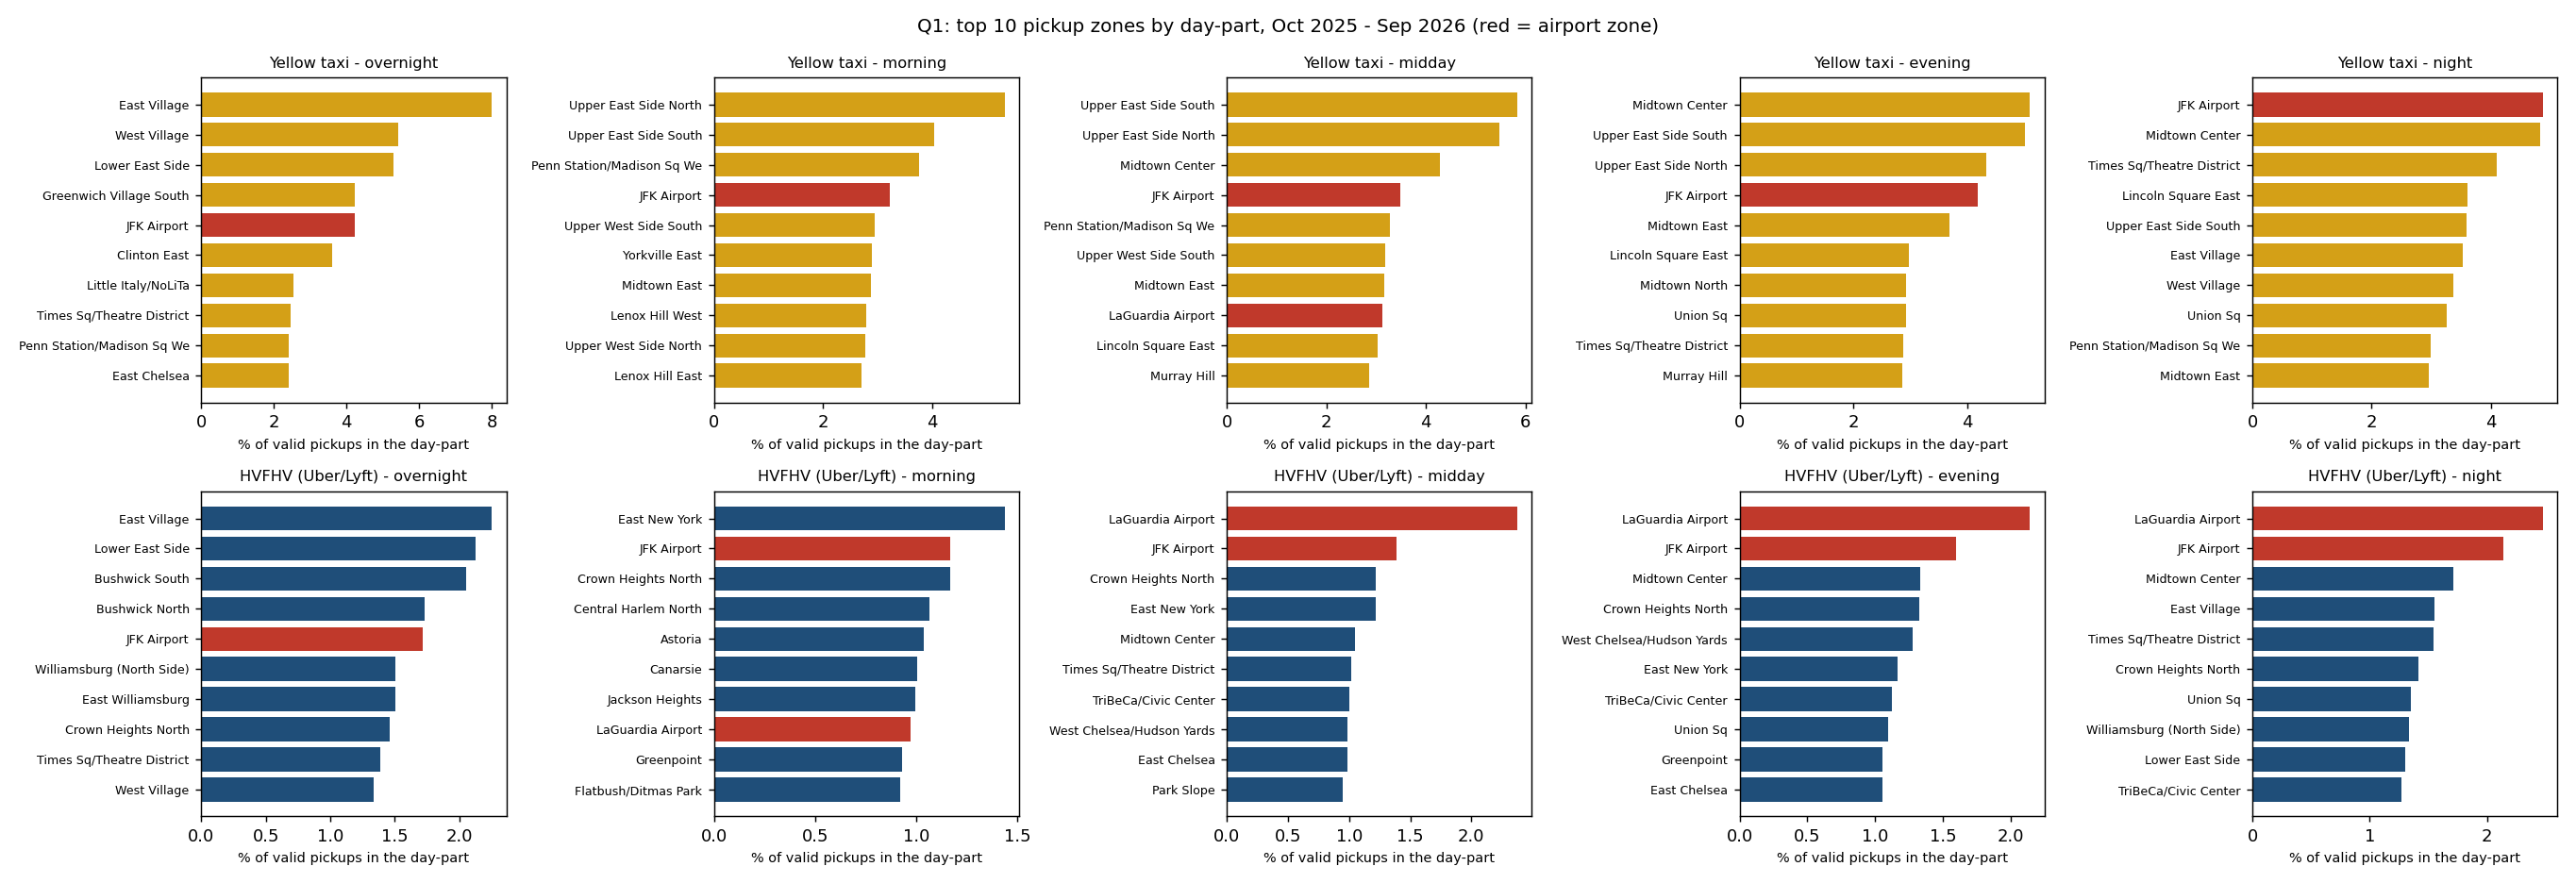 Q1: top 10 pickup zones by day-part, Oct 2025 - Sep 2026 (red = airport zone)
Yellow taxi - overnight
East Village
West Village
Lower East Side
Greenwich Village South
JFK Airport
Clinton East
Little Italy/NoLiTa
Times Sq/Theatre District
Penn Station/Madison Sq We
East Chelsea
0 2 4 6 8
% of valid pickups in the day-part
Yellow taxi - morning
Upper East Side North
Upper East Side South
Penn Station/Madison Sq We
JFK Airport
Upper West Side South
Yorkville East
Midtown East
Lenox Hill West
Upper West Side North
Lenox Hill East
0 2 4
% of valid pickups in the day-part
Yellow taxi - midday
Upper East Side South
Upper East Side North
Midtown Center
JFK Airport
Penn Station/Madison Sq We
Upper West Side South
Midtown East
LaGuardia Airport
Lincoln Square East
Murray Hill
0 2 4 6
% of valid pickups in the day-part
Yellow taxi - evening
Midtown Center
Upper East Side South
Upper East Side North
JFK Airport
Midtown East
Lincoln Square East
Midtown North
Union Sq
Times Sq/Theatre District
Murray Hill
0 2 4
% of valid pickups in the day-part
Yellow taxi - night
JFK Airport
Midtown Center
Times Sq/Theatre District
Lincoln Square East
Upper East Side South
East Village
West Village
Union Sq
Penn Station/Madison Sq We
Midtown East
0 2 4
% of valid pickups in the day-part
HVFHV (Uber/Lyft) - overnight
East Village
Lower East Side
Bushwick South
Bushwick North
JFK Airport
Williamsburg (North Side)
East Williamsburg
Crown Heights North
Times Sq/Theatre District
West Village
0.0 0.5 1.0 1.5 2.0
% of valid pickups in the day-part
HVFHV (Uber/Lyft) - morning
East New York
JFK Airport
Crown Heights North
Central Harlem North
Astoria
Canarsie
Jackson Heights
LaGuardia Airport
Greenpoint
Flatbush/Ditmas Park
0.0 0.5 1.0 1.5
% of valid pickups in the day-part
HVFHV (Uber/Lyft) - midday
LaGuardia Airport
JFK Airport
Crown Heights North
East New York
Midtown Center
Times Sq/Theatre District
TriBeCa/Civic Center
West Chelsea/Hudson Yards
East Chelsea
Park Slope
0.0 0.5 1.0 1.5 2.0
% of valid pickups in the day-part
HVFHV (Uber/Lyft) - evening
LaGuardia Airport
JFK Airport
Midtown Center
Crown Heights North
West Chelsea/Hudson Yards
East New York
TriBeCa/Civic Center
Union Sq
Greenpoint
East Chelsea
0.0 0.5 1.0 1.5 2.0
% of valid pickups in the day-part
HVFHV (Uber/Lyft) - night
LaGuardia Airport
JFK Airport
Midtown Center
East Village
Times Sq/Theatre District
Crown Heights North
Union Sq
Williamsburg (North Side)
Lower East Side
TriBeCa/Civic Center
0 1 2
% of valid pickups in the day-part